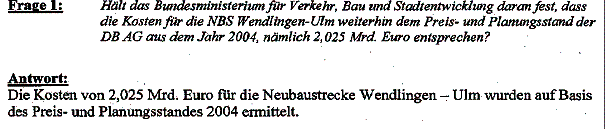 Frage 1: Hält das Bundesministerium für Verkehr, Bau und Stadtentwicklung daran fest, dass
die Kosten für die NBS Wendlingen-Ulm weiterhin dem Preis- und Planungsstand der
DB AG aus dem Jahr 2004, nämlich 2,025 Mrd. Euro entsprechen?
Antwort:
Die Kosten von 2,025 Mrd. Euro für die Neubaustrecke Wendlingen – Ulm wurden auf Basis
des Preis- und Planungsstandes 2004 ermittelt.